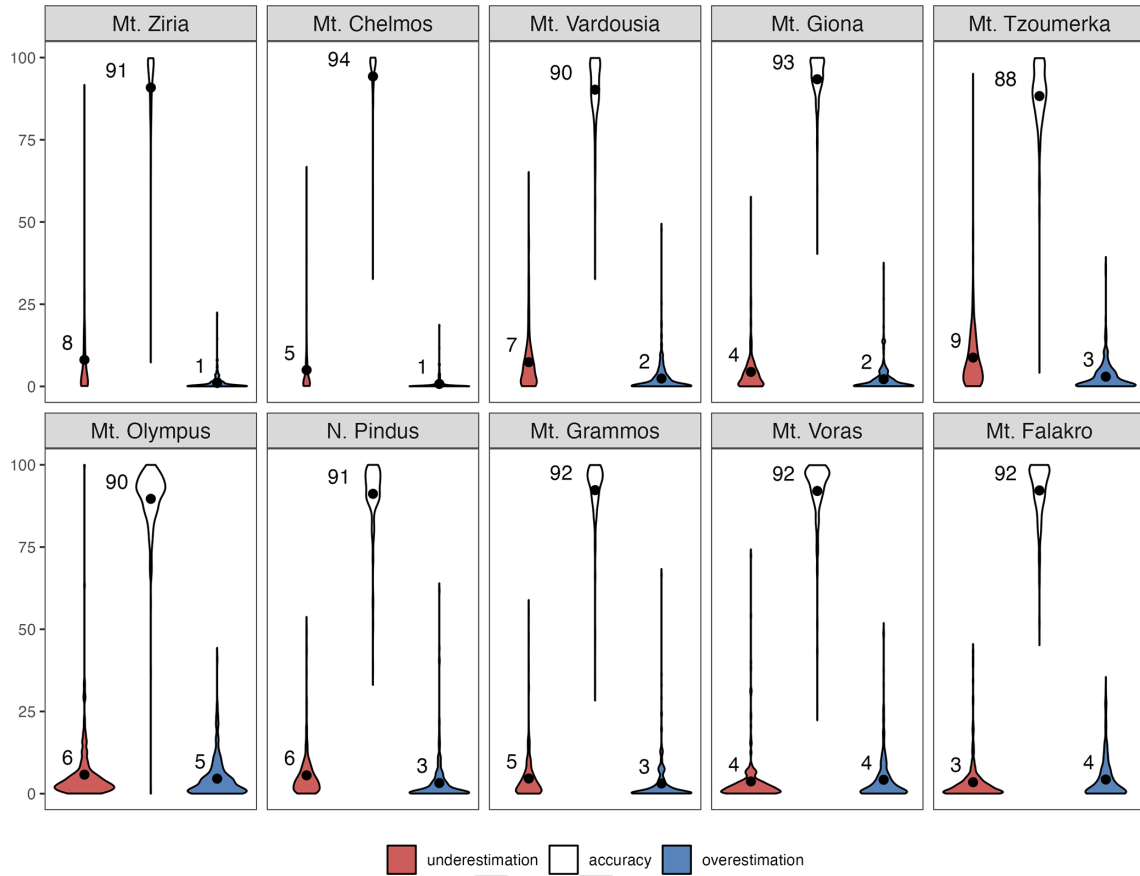 Mt. Ziria Mt. Chelmos Mt. Vardousia Mt. Giona Mt. Tzoumerka
100
75
50
25
0
91 94 90 93 88
8 1 5 1 7 2 4 2 9 3
Mt. Olympus N. Pindus Mt. Grammos Mt. Voras Mt. Falakro
100
75
50
25
0
90 91 92 92 92
6 5 6 3 5 3 4 4 3 4
underestimation accuracy overestimation